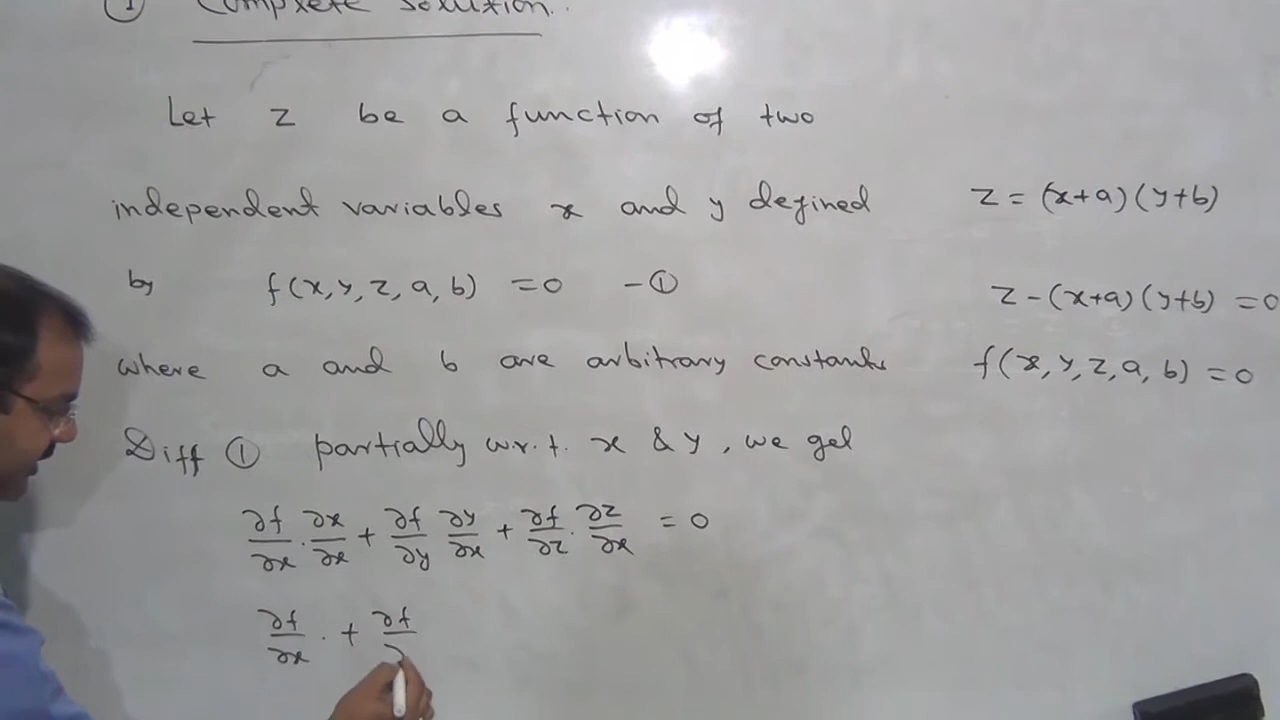 ① Complete solution.
Let z be a function of two
independent variables x and y defined
by f(x, y, z, a, b) = 0 - ①
where a and b are arbitrary constants
Diff ① partially w.r.t. x & y, we get
∂f/∂x · ∂x/∂x + ∂f/∂y ∂y/∂x + ∂f/∂z · ∂z/∂x = 0
∂f/∂x · + ∂f/∂
z = (x+a)(y+b)
z - (x+a)(y+b) = 0
f(x, y, z, a, b) = 0